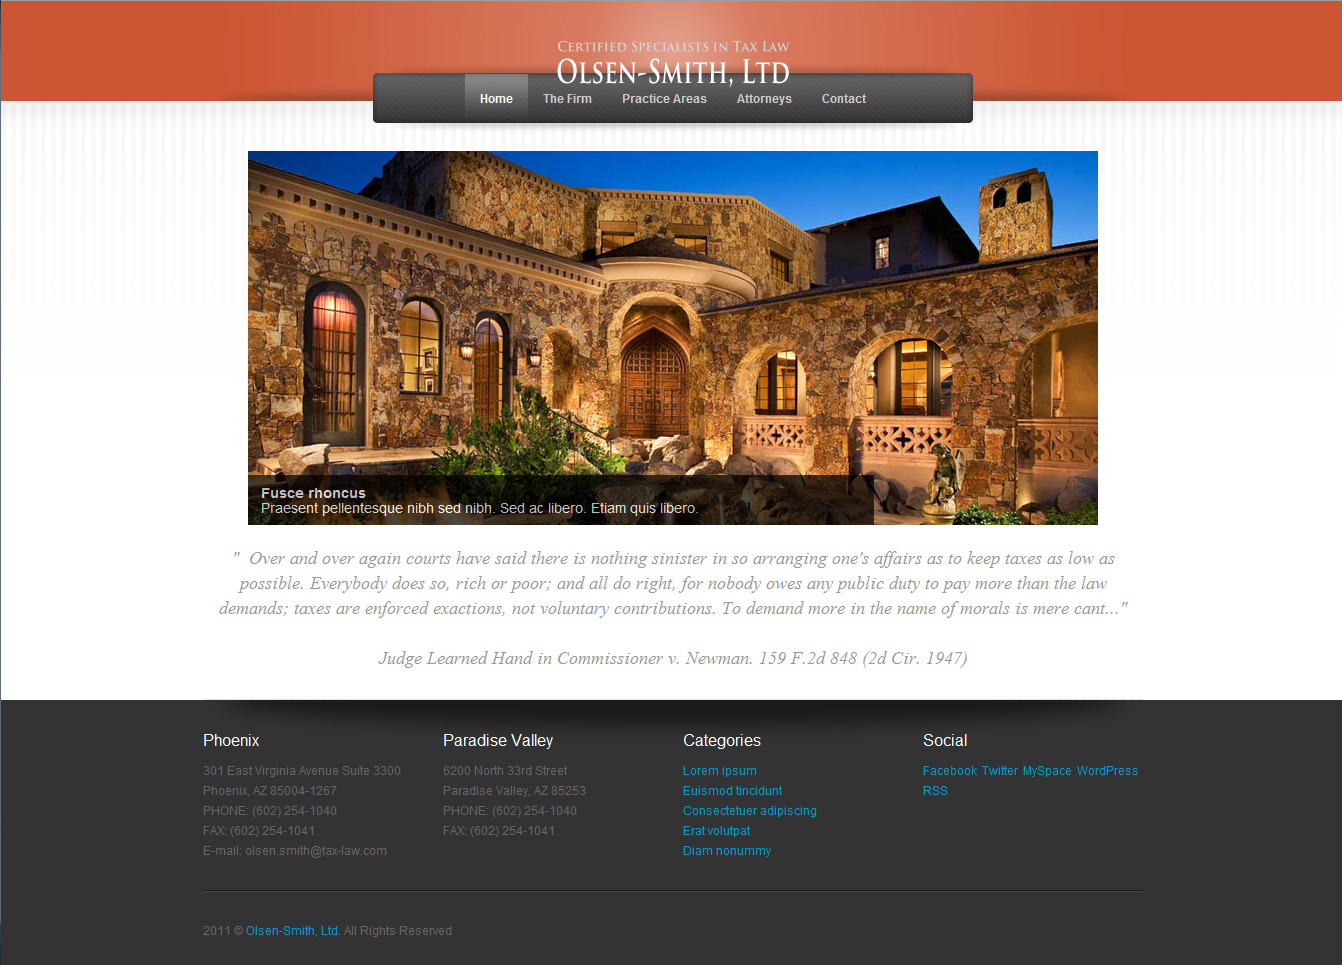 Certified Specialists in Tax Law
Olsen-Smith, Ltd
Home The Firm Practice Areas Attorneys Contact
Fusce rhoncus
Praesent pellentesque nibh sed nibh. Sed ac libero. Etiam quis libero.
" Over and over again courts have said there is nothing sinister in so arranging one's affairs as to keep taxes as low as
possible. Everybody does so, rich or poor; and all do right, for nobody owes any public duty to pay more than the law
demands; taxes are enforced exactions, not voluntary contributions. To demand more in the name of morals is mere cant..."
Judge Learned Hand in Commissioner v. Newman. 159 F.2d 848 (2d Cir. 1947)
Phoenix
301 East Virginia Avenue Suite 3300
Phoenix, AZ 85004-1267
PHONE: (602) 254-1040
FAX: (602) 254-1041
E-mail: olsen.smith@tax-law.com
Paradise Valley
6200 North 33rd Street
Paradise Valley, AZ 85253
PHONE: (602) 254-1040
FAX: (602) 254-1041
Categories
Lorem ipsum
Euismod tincidunt
Consectetuer adipiscing
Erat volutpat
Diam nonummy
Social
Facebook Twitter MySpace WordPress
RSS
2011 © Olsen-Smith, Ltd. All Rights Reserved